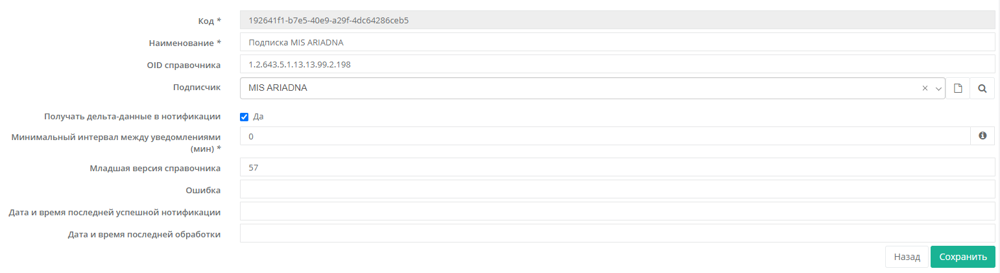 Код * 192641f1-b7e5-40e9-a29f-4dc64286ceb5
Наименование * Подписка MIS ARIADNA
OID справочника 1.2.643.5.1.13.13.99.2.198
Подписчик MIS ARIADNA
Получать дельта-данные в нотификации Да
Минимальный интервал между уведомлениями 0
(мин) *
Младшая версия справочника 57
Ошибка
Дата и время последней успешной нотификации
Дата и время последней обработки
Назад Сохранить